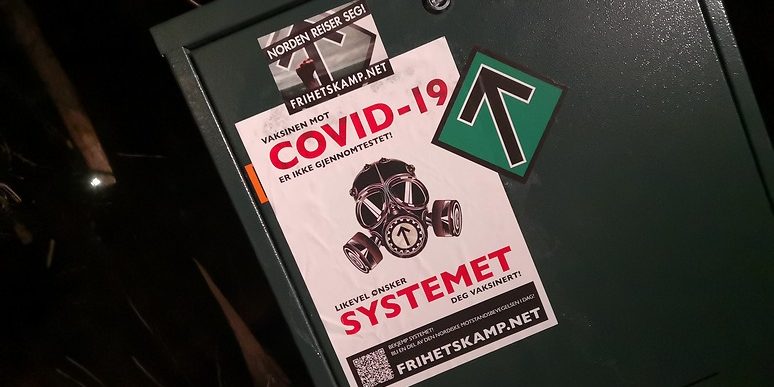 NORDEN REISER SEG!
FRIHETSKAMP.NET
VAKSINEN MOT
COVID-19
ER IKKE GJENNOMTESTET!
LIKEVEL ØNSKER
SYSTEMET
DEG VAKSINERT!
BEKJEMP SYSTEMET!
BLI EN DEL AV DEN NORDISKE MOTSTANDSBEVEGELSEN I DAG!
FRIHETSKAMP.NET